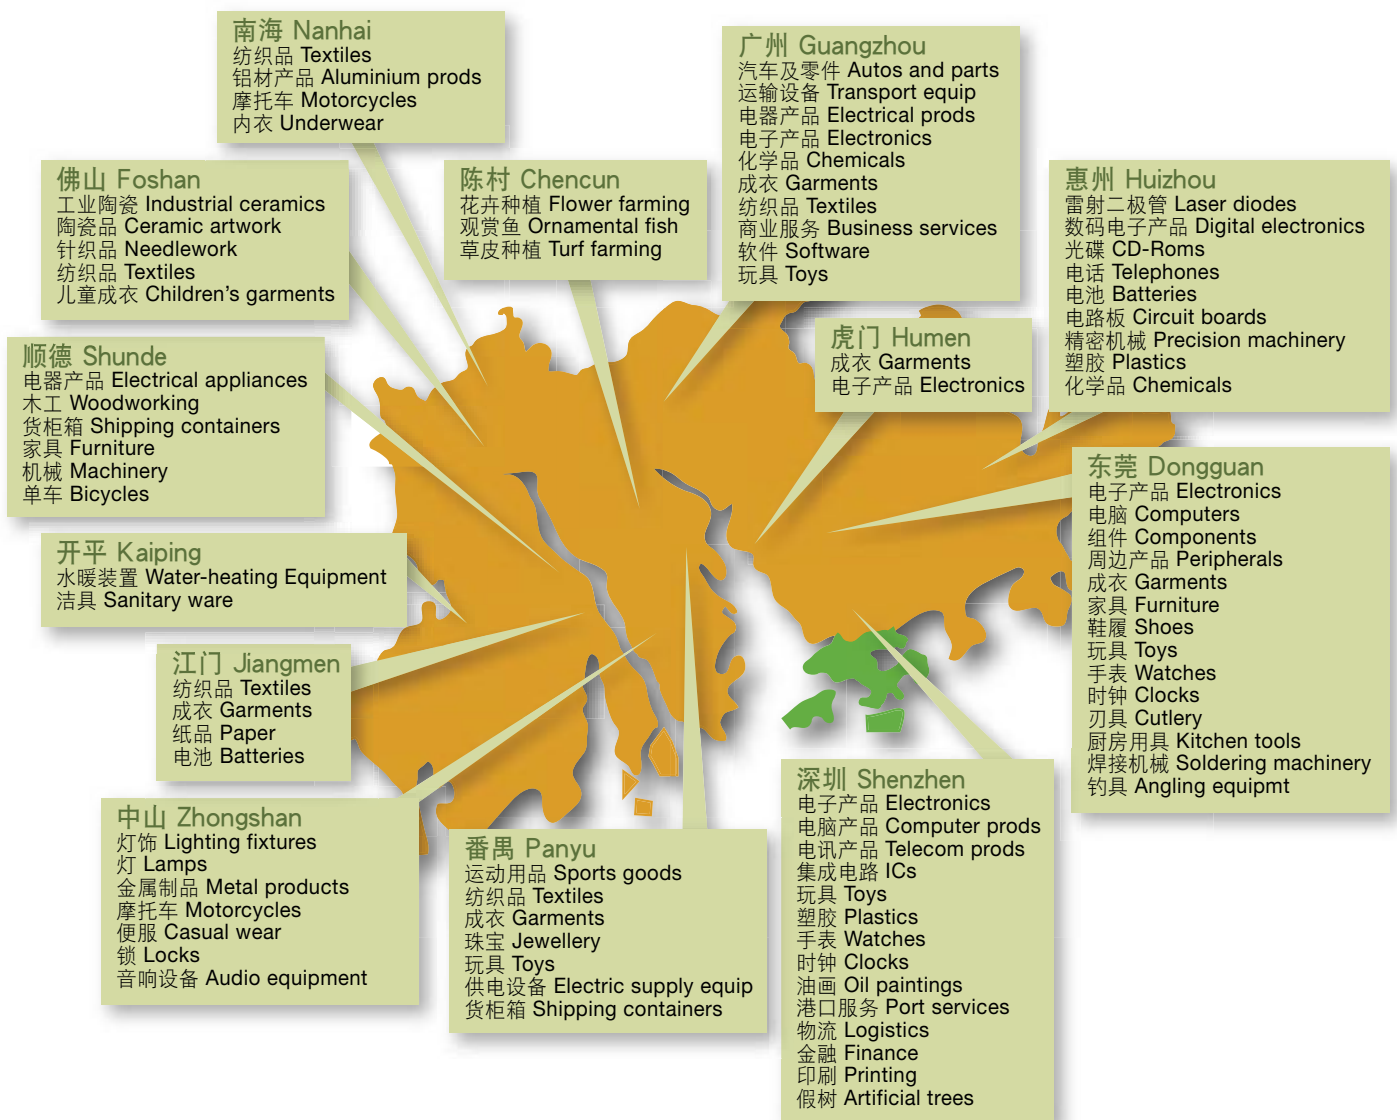 南海 Nanhai
纺织品 Textiles
铝材产品 Aluminium prods
摩托车 Motorcycles
内衣 Underwear
广州 Guangzhou
汽车及零件 Autos and parts
运输设备 Transport equip
电器产品 Electrical prods
电子产品 Electronics
化学品 Chemicals
成衣 Garments
纺织品 Textiles
商业服务 Business services
软件 Software
玩具 Toys
佛山 Foshan
工业陶瓷 Industrial ceramics
陶瓷品 Ceramic artwork
针织品 Needlework
纺织品 Textiles
儿童成衣 Children's garments
陈村 Chencun
花卉种植 Flower farming
观赏鱼 Ornamental fish
草皮种植 Turf farming
惠州 Huizhou
雷射二极管 Laser diodes
数码电子产品 Digital electronics
光碟 CD-Roms
电话 Telephones
电池 Batteries
电路板 Circuit boards
精密机械 Precision machinery
塑胶 Plastics
化学品 Chemicals
虎门 Humen
成衣 Garments
电子产品 Electronics
顺德 Shunde
电器产品 Electrical appliances
木工 Woodworking
货柜箱 Shipping containers
家具 Furniture
机械 Machinery
单车 Bicycles
东莞 Dongguan
电子产品 Electronics
电脑 Computers
组件 Components
周边产品 Peripherals
成衣 Garments
家具 Furniture
鞋履 Shoes
玩具 Toys
手表 Watches
时钟 Clocks
刃具 Cutlery
厨房用具 Kitchen tools
焊接机械 Soldering machinery
钓具 Angling equipmt
开平 Kaiping
水暖装置 Water-heating Equipment
洁具 Sanitary ware
江门 Jiangmen
纺织品 Textiles
成衣 Garments
纸品 Paper
电池 Batteries
中山 Zhongshan
灯饰 Lighting fixtures
灯 Lamps
金属制品 Metal products
摩托车 Motorcycles
便服 Casual wear
锁 Locks
音响设备 Audio equipment
番禺 Panyu
运动用品 Sports goods
纺织品 Textiles
成衣 Garments
珠宝 Jewellery
玩具 Toys
供电设备 Electric supply equip
货柜箱 Shipping containers
深圳 Shenzhen
电子产品 Electronics
电脑产品 Computer prods
电讯产品 Telecom prods
集成电路 ICs
玩具 Toys
塑胶 Plastics
手表 Watches
时钟 Clocks
油画 Oil paintings
港口服务 Port services
物流 Logistics
金融 Finance
印刷 Printing
假树 Artificial trees